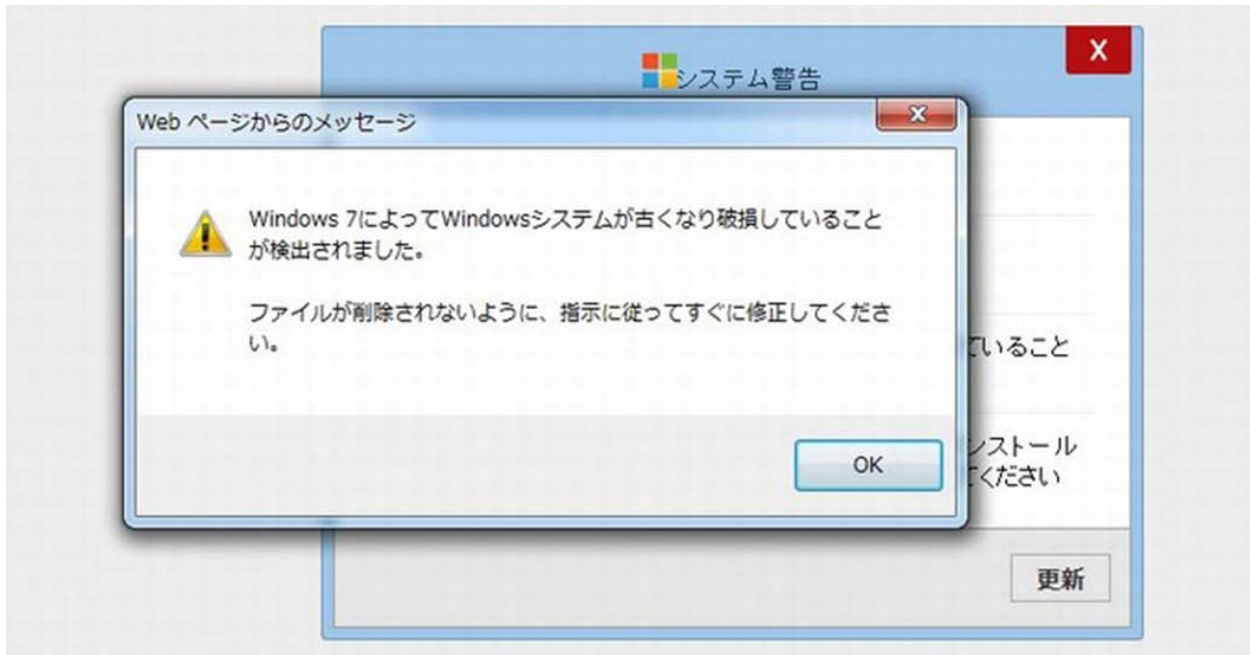 システム警告
X
Web ページからのメッセージ
Windows 7によってWindowsシステムが古くなり破損していること
が検出されました。
ファイルが削除されないように、指示に従ってすぐに修正してくださ
い。
OK
ていること
ンストール
ください
更新